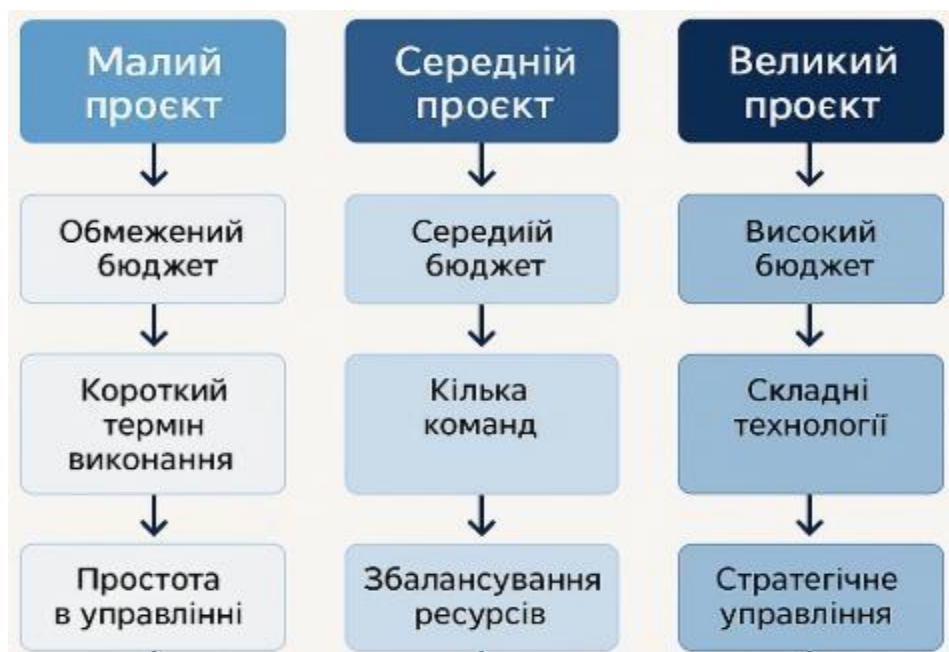 Малий
проєкт
Обмежений
бюджет
Короткий
термін
виконання
Простота
в управлінні
Середній
проєкт
Середиій
бюджет
Кілька
команд
Збалансування
ресурсів
Великий
проєкт
Високий
бюджет
Складні
технології
Стратегічне
управління